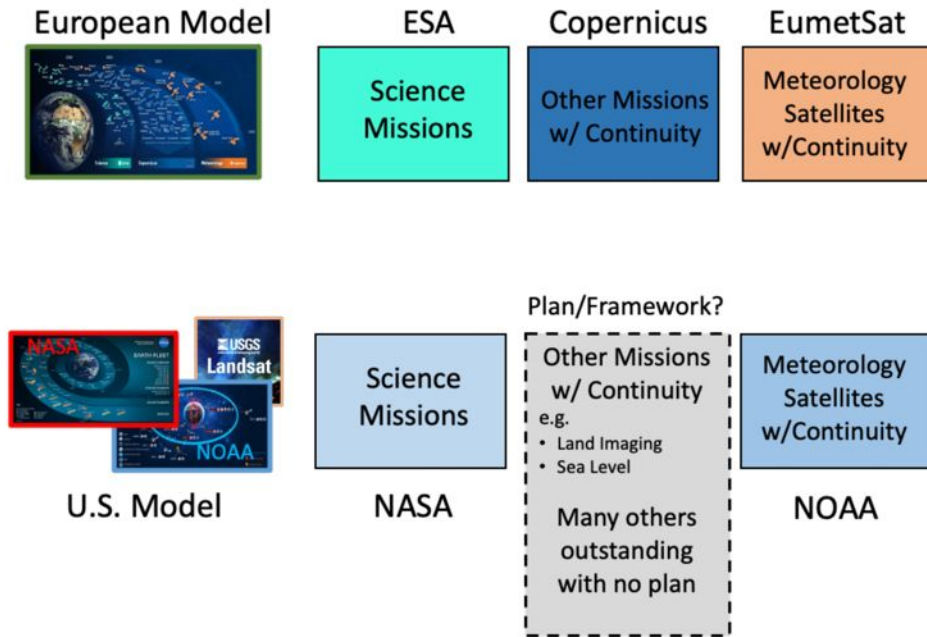 European Model
ESA
Copernicus
EumetSat
Science
Missions
Other Missions
w/ Continuity
Meteorology
Satellites
w/Continuity
Plan/Framework?
NASA
EARTH FLEET
USGS
Landsat
NOAA
U.S. Model
Science
Missions
NASA
Other Missions
w/ Continuity
e.g.
• Land Imaging
• Sea Level
Many others
outstanding
with no plan
Meteorology
Satellites
w/Continuity
NOAA